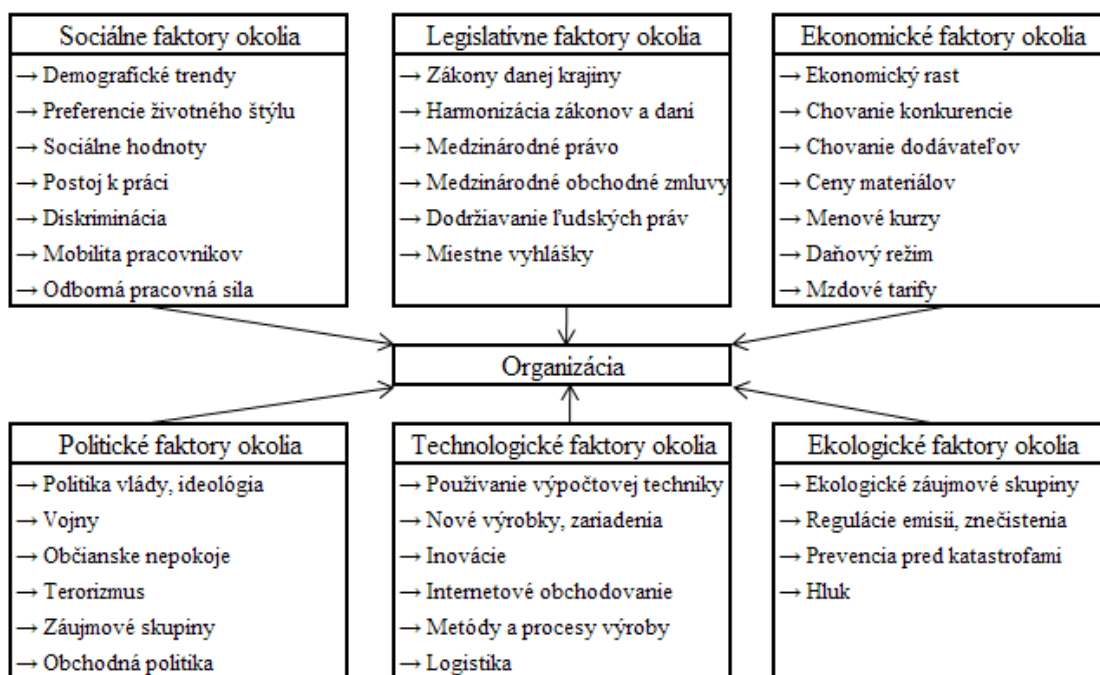 Sociálne faktory okolia
→ Demografické trendy
→ Preferencie životného štýlu
→ Sociálne hodnoty
→ Postoj k práci
→ Diskriminácia
→ Mobilita pracovníkov
→ Odborná pracovná sila
Legislatívne faktory okolia
→ Zákony danej krajiny
→ Harmonizácia zákonov a daní
→ Medzinárodné právo
→ Medzinárodné obchodné zmluvy
→ Dodržiavanie ľudských práv
→ Miestne vyhlášky
Ekonomické faktory okolia
→ Ekonomický rast
→ Chovanie konkurencie
→ Chovanie dodávateľov
→ Ceny materiálov
→ Menové kurzy
→ Daňový režim
→ Mzdové tarify
Organizácia
Politické faktory okolia
→ Politika vlády, ideológia
→ Vojny
→ Občianske nepokoje
→ Terorizmus
→ Záujmové skupiny
→ Obchodná politika
Technologické faktory okolia
→ Používanie výpočtovej techniky
→ Nové výrobky, zariadenia
→ Inovácie
→ Internetové obchodovanie
→ Metódy a procesy výroby
→ Logistika
Ekologické faktory okolia
→ Ekologické záujmové skupiny
→ Regulácie emisií, znečistenia
→ Prevencia pred katastrofami
→ Hluk